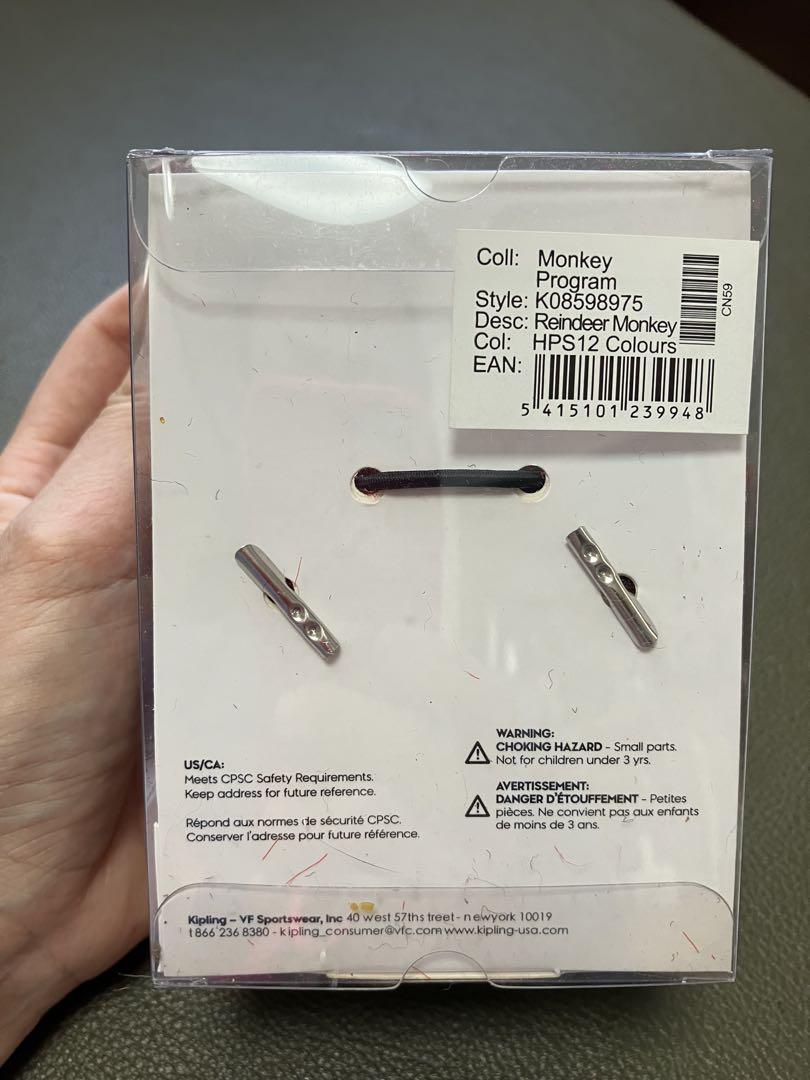 Coll: Monkey
Program
Style: K08598975
Desc: Reindeer Monkey
Col: HPS12 Colours
EAN:
5 415101 239948
CN59
WARNING:
CHOKING HAZARD - Small parts.
Not for children under 3 yrs.
AVERTISSEMENT:
DANGER D'ÉTOUFFEMENT - Petites
pièces. Ne convient pas aux enfants
de moins de 3 ans.
US/CA:
Meets CPSC Safety Requirements.
Keep address for future reference.
Répond aux normes de sécurité CPSC.
Conserver l'adresse pour future référence.
Kipling – VF Sportswear, Inc 40 west 57ths treet - n ewyork 10019
t 866 236 8380 - kipling_consumer@vfc.com www.kipling-usa.com